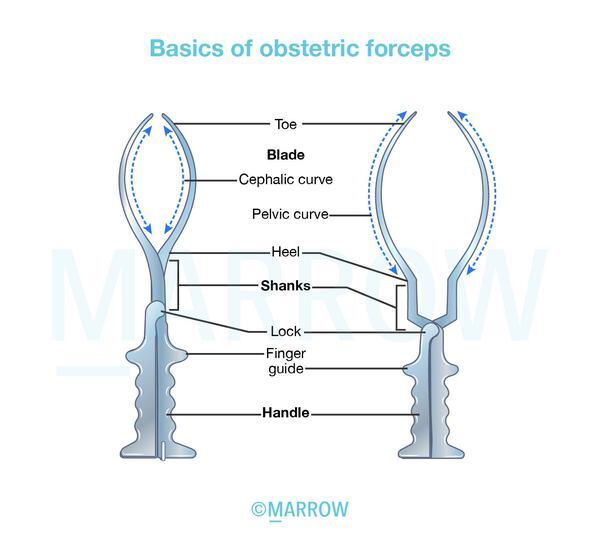 Basics of obstetric forceps
Toe
Blade
Cephalic curve
Pelvic curve
Heel
Shanks
Lock
Finger
guide
Handle
MARROW
©MARROW